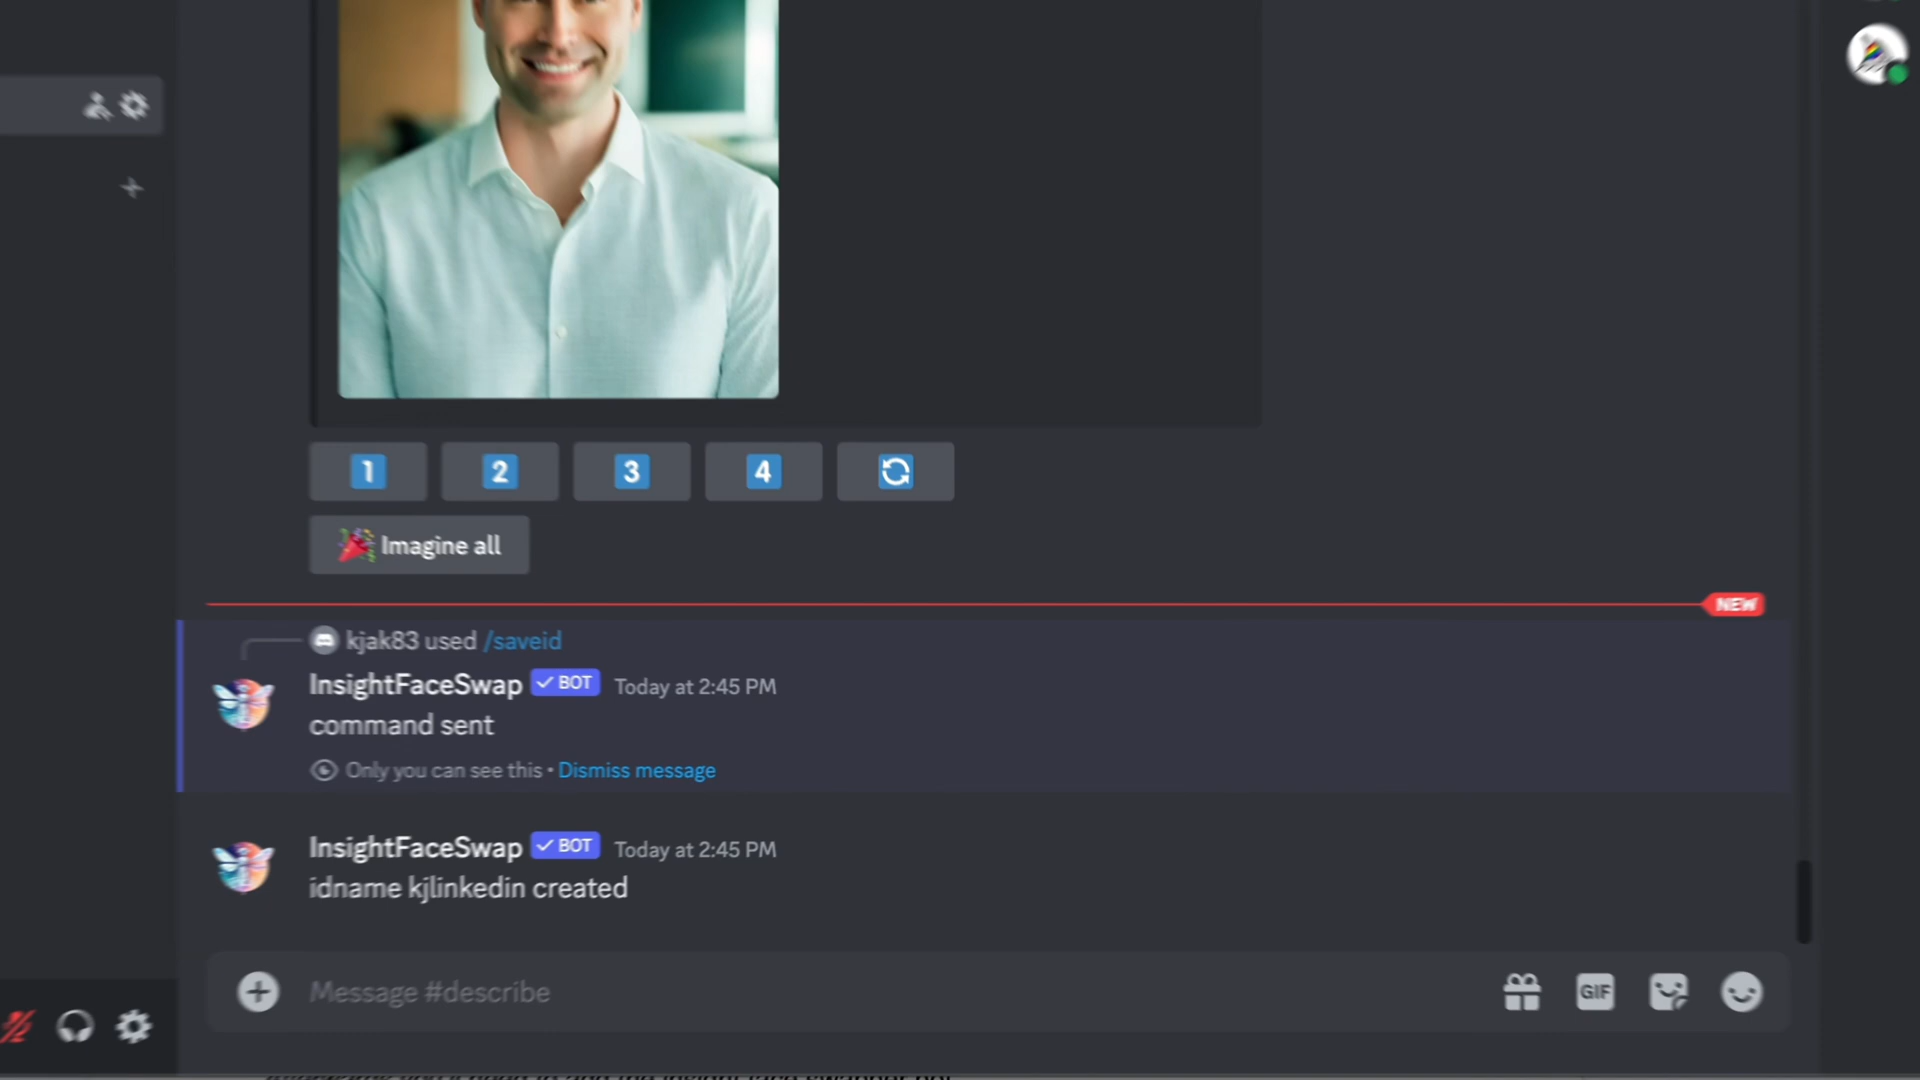 1 2 3 4
Imagine all
NEW
kjak83 used /saveid
InsightFaceSwap BOT Today at 2:45 PM
command sent
Only you can see this • Dismiss message
InsightFaceSwap BOT Today at 2:45 PM
idname kjlinkedin created
Message #describe
GIF